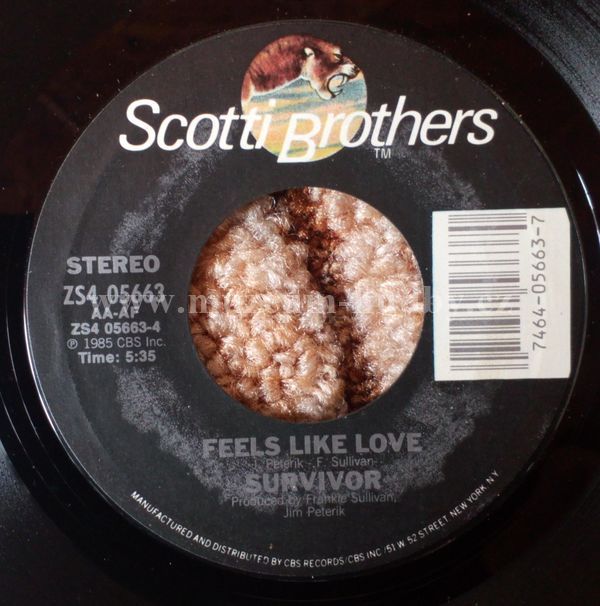 Scotti Brothers
TM
STEREO
ZS4 05663
AA-AF
ZS4 05663-4
℗ 1985 CBS Inc.
Time: 5:35
7464-05663-7
FEELS LIKE LOVE
J. Peterik - F. Sullivan
SURVIVOR
Produced by Frankie Sullivan,
Jim Peterik
MANUFACTURED AND DISTRIBUTED BY CBS RECORDS/CBS INC./51 W. 52 STREET, NEW YORK, N.Y.